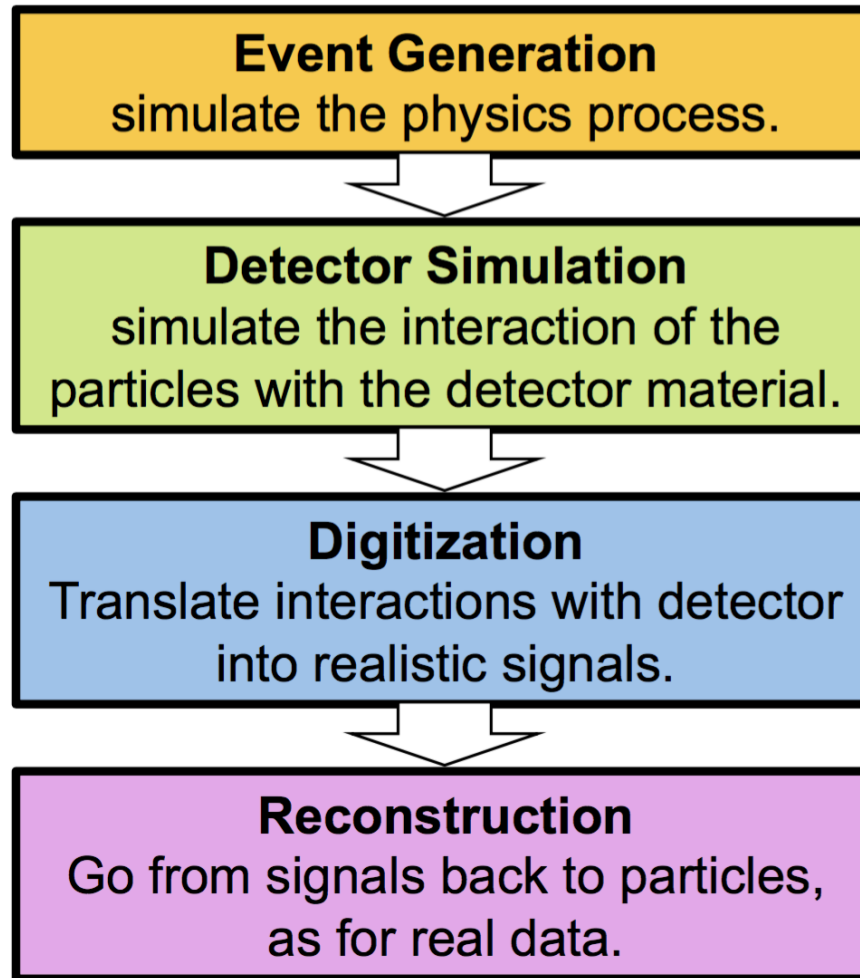 Event Generation
simulate the physics process.
Detector Simulation
simulate the interaction of the
particles with the detector material.
Digitization
Translate interactions with detector
into realistic signals.
Reconstruction
Go from signals back to particles,
as for real data.